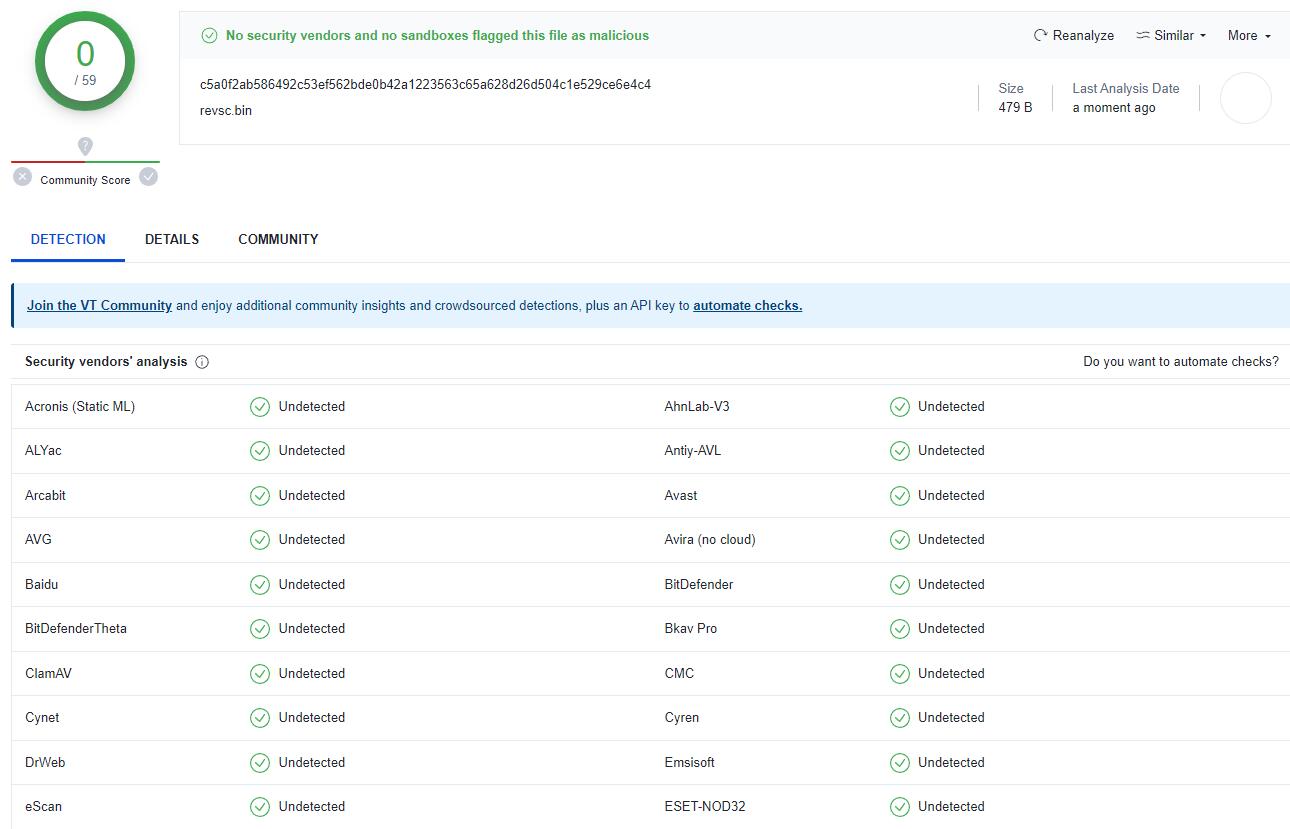 0
/ 59
Community Score
No security vendors and no sandboxes flagged this file as malicious
Reanalyze Similar More
c5a0f2ab586492c53ef562bde0b42a1223563c65a628d26d504c1e529ce6e4c4
revsc.bin
Size
479 B
Last Analysis Date
a moment ago
DETECTION DETAILS COMMUNITY
Join the VT Community and enjoy additional community insights and crowdsourced detections, plus an API key to automate checks.
Security vendors' analysis Do you want to automate checks?
Acronis (Static ML) Undetected AhnLab-V3 Undetected
ALYac Undetected Antiy-AVL Undetected
Arcabit Undetected Avast Undetected
AVG Undetected Avira (no cloud) Undetected
Baidu Undetected BitDefender Undetected
BitDefenderTheta Undetected Bkav Pro Undetected
ClamAV Undetected CMC Undetected
Cynet Undetected Cyren Undetected
DrWeb Undetected Emsisoft Undetected
eScan Undetected ESET-NOD32 Undetected